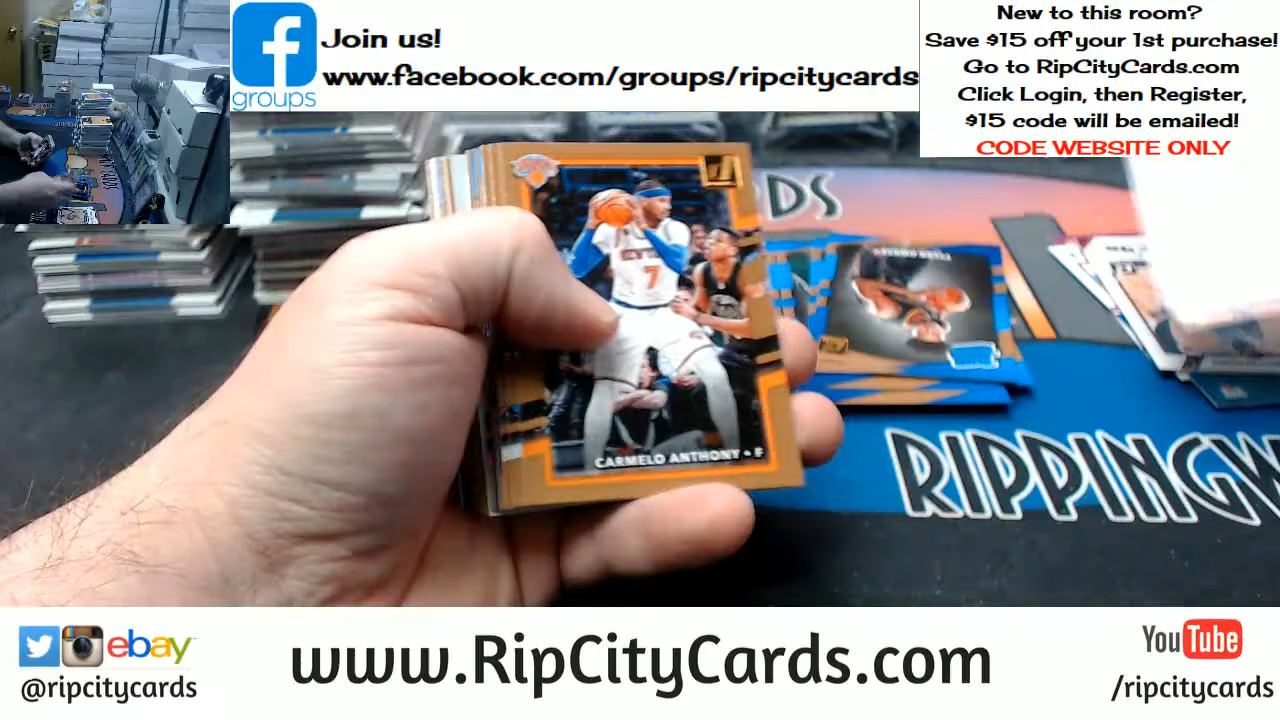 Join us!
www.facebook.com/groups/ripcitycards
groups
New to this room?
Save $15 off your 1st purchase!
Go to RipCityCards.com
Click Login, then Register,
$15 code will be emailed!
CODE WEBSITE ONLY
RDS
7
CARMELO ANTHONY • F
RIPPINGW
ebay
@ripcitycards
www.RipCityCards.com
YouTube
/ripcitycards